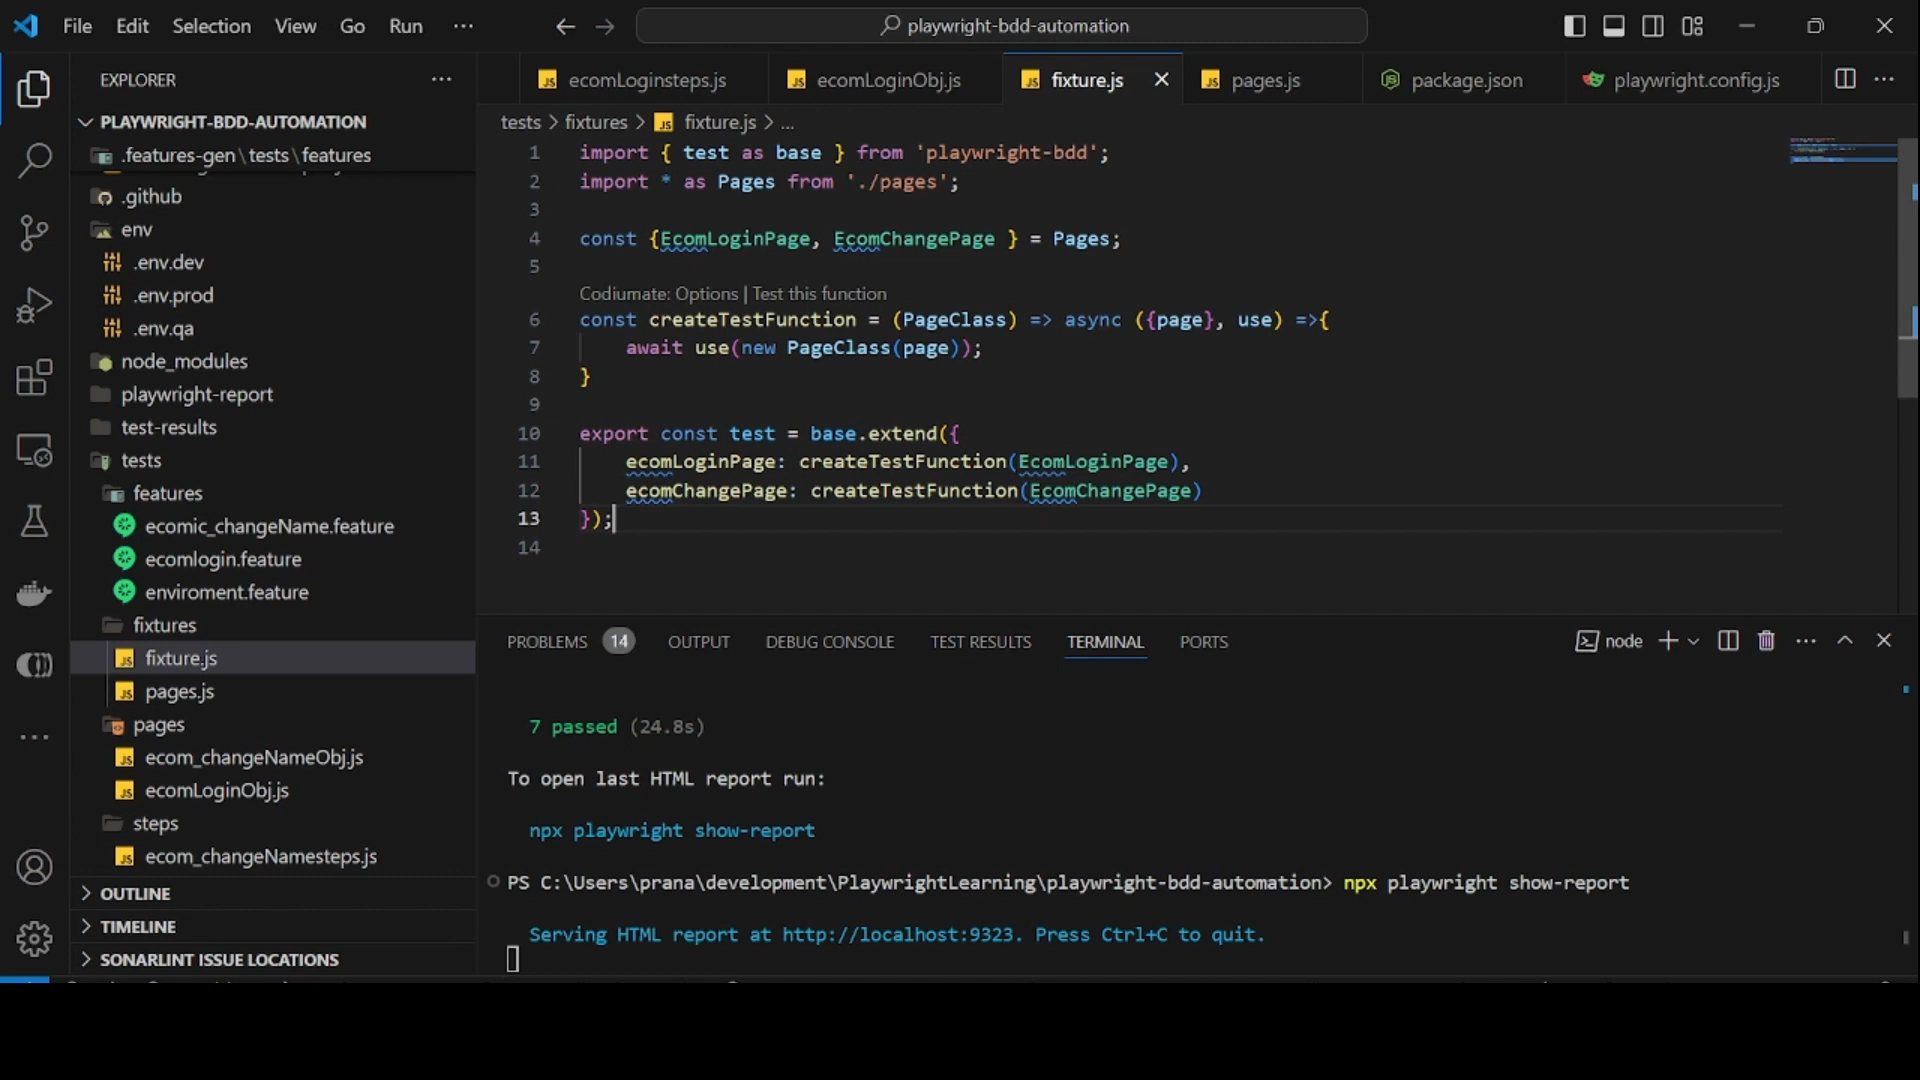 File Edit Selection View Go Run ···
playwright-bdd-automation
EXPLORER ···
PLAYWRIGHT-BDD-AUTOMATION
.features-gen\tests\features
.github
env
.env.dev
.env.prod
.env.qa
node_modules
playwright-report
test-results
tests
features
ecomic_changeName.feature
ecomlogin.feature
enviroment.feature
fixtures
fixture.js
pages.js
pages
ecom_changeNameObj.js
ecomLoginObj.js
steps
ecom_changeNamesteps.js
OUTLINE
TIMELINE
SONARLINT ISSUE LOCATIONS
ecomLoginsteps.js ecomLoginObj.js fixture.js pages.js package.json playwright.config.js
tests > fixtures > fixture.js > ...
1 import { test as base } from 'playwright-bdd';
2 import * as Pages from './pages';
3
4 const {EcomLoginPage, EcomChangePage } = Pages;
5
Codiumate: Options | Test this function
6 const createTestFunction = (PageClass) => async ({page}, use) =>{
7 await use(new PageClass(page));
8 }
9
10 export const test = base.extend({
11 ecomLoginPage: createTestFunction(EcomLoginPage),
12 ecomChangePage: createTestFunction(EcomChangePage)
13 });
14
PROBLEMS 14 OUTPUT DEBUG CONSOLE TEST RESULTS TERMINAL PORTS
node
7 passed (24.8s)
To open last HTML report run:
npx playwright show-report
PS C:\Users\prana\development\PlaywrightLearning\playwright-bdd-automation> npx playwright show-report
Serving HTML report at http://localhost:9323. Press Ctrl+C to quit.